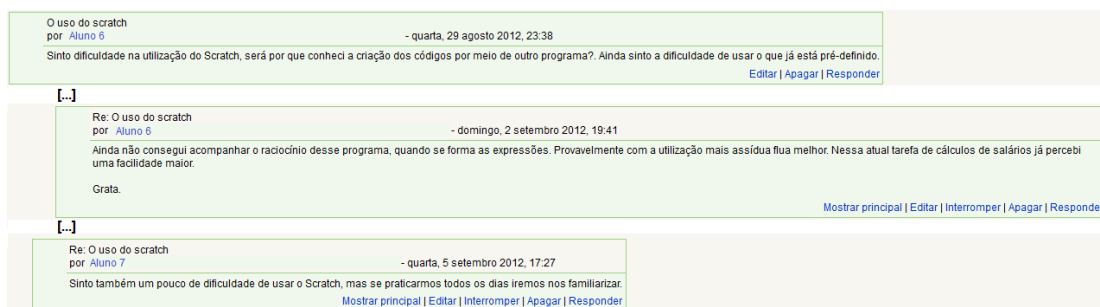 O uso do scratch
por Aluno 6 - quarta, 29 agosto 2012, 23:38
Sinto dificuldade na utilização do Scratch, será por que conheci a criação dos códigos por meio de outro programa?. Ainda sinto a dificuldade de usar o que já está pré-definido.
Editar | Apagar | Responder
[...]
Re: O uso do scratch
por Aluno 6 - domingo, 2 setembro 2012, 19:41
Ainda não consegui acompanhar o raciocínio desse programa, quando se forma as expressões. Provavelmente com a utilização mais assídua flua melhor. Nessa atual tarefa de cálculos de salários já percebi
uma facilidade maior.
Grata.
Mostrar principal | Editar | Interromper | Apagar | Responde
[...]
Re: O uso do scratch
por Aluno 7 - quarta, 5 setembro 2012, 17:27
Sinto também um pouco de dificuldade de usar o Scratch, mas se praticarmos todos os dias iremos nos familiarizar.
Mostrar principal | Editar | Interromper | Apagar | Responder